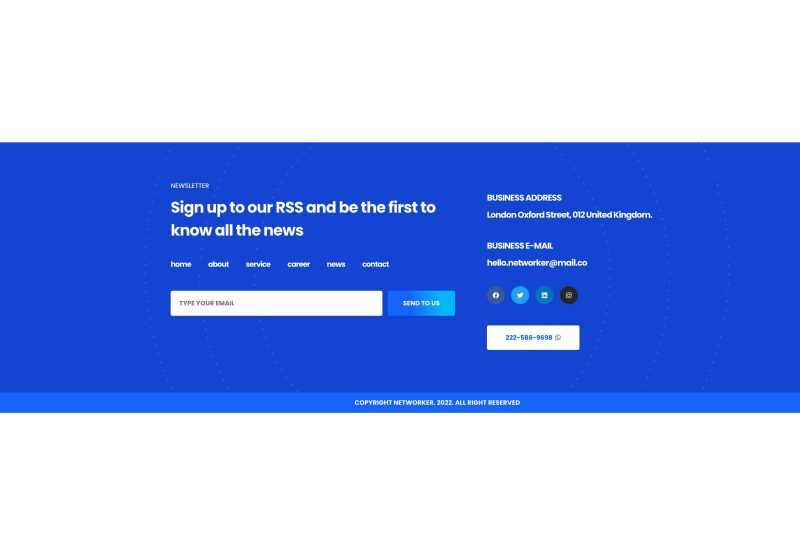 NEWSLETTER
Sign up to our RSS and be the first to
know all the news
home about service career news contact
TYPE YOUR EMAIL
SEND TO US
BUSINESS ADDRESS
London Oxford Street, 012 United Kingdom.
BUSINESS E-MAIL
hello.networker@mail.co
222-586-9698
COPYRIGHT NETWORKER. 2022. ALL RIGHT RESERVED